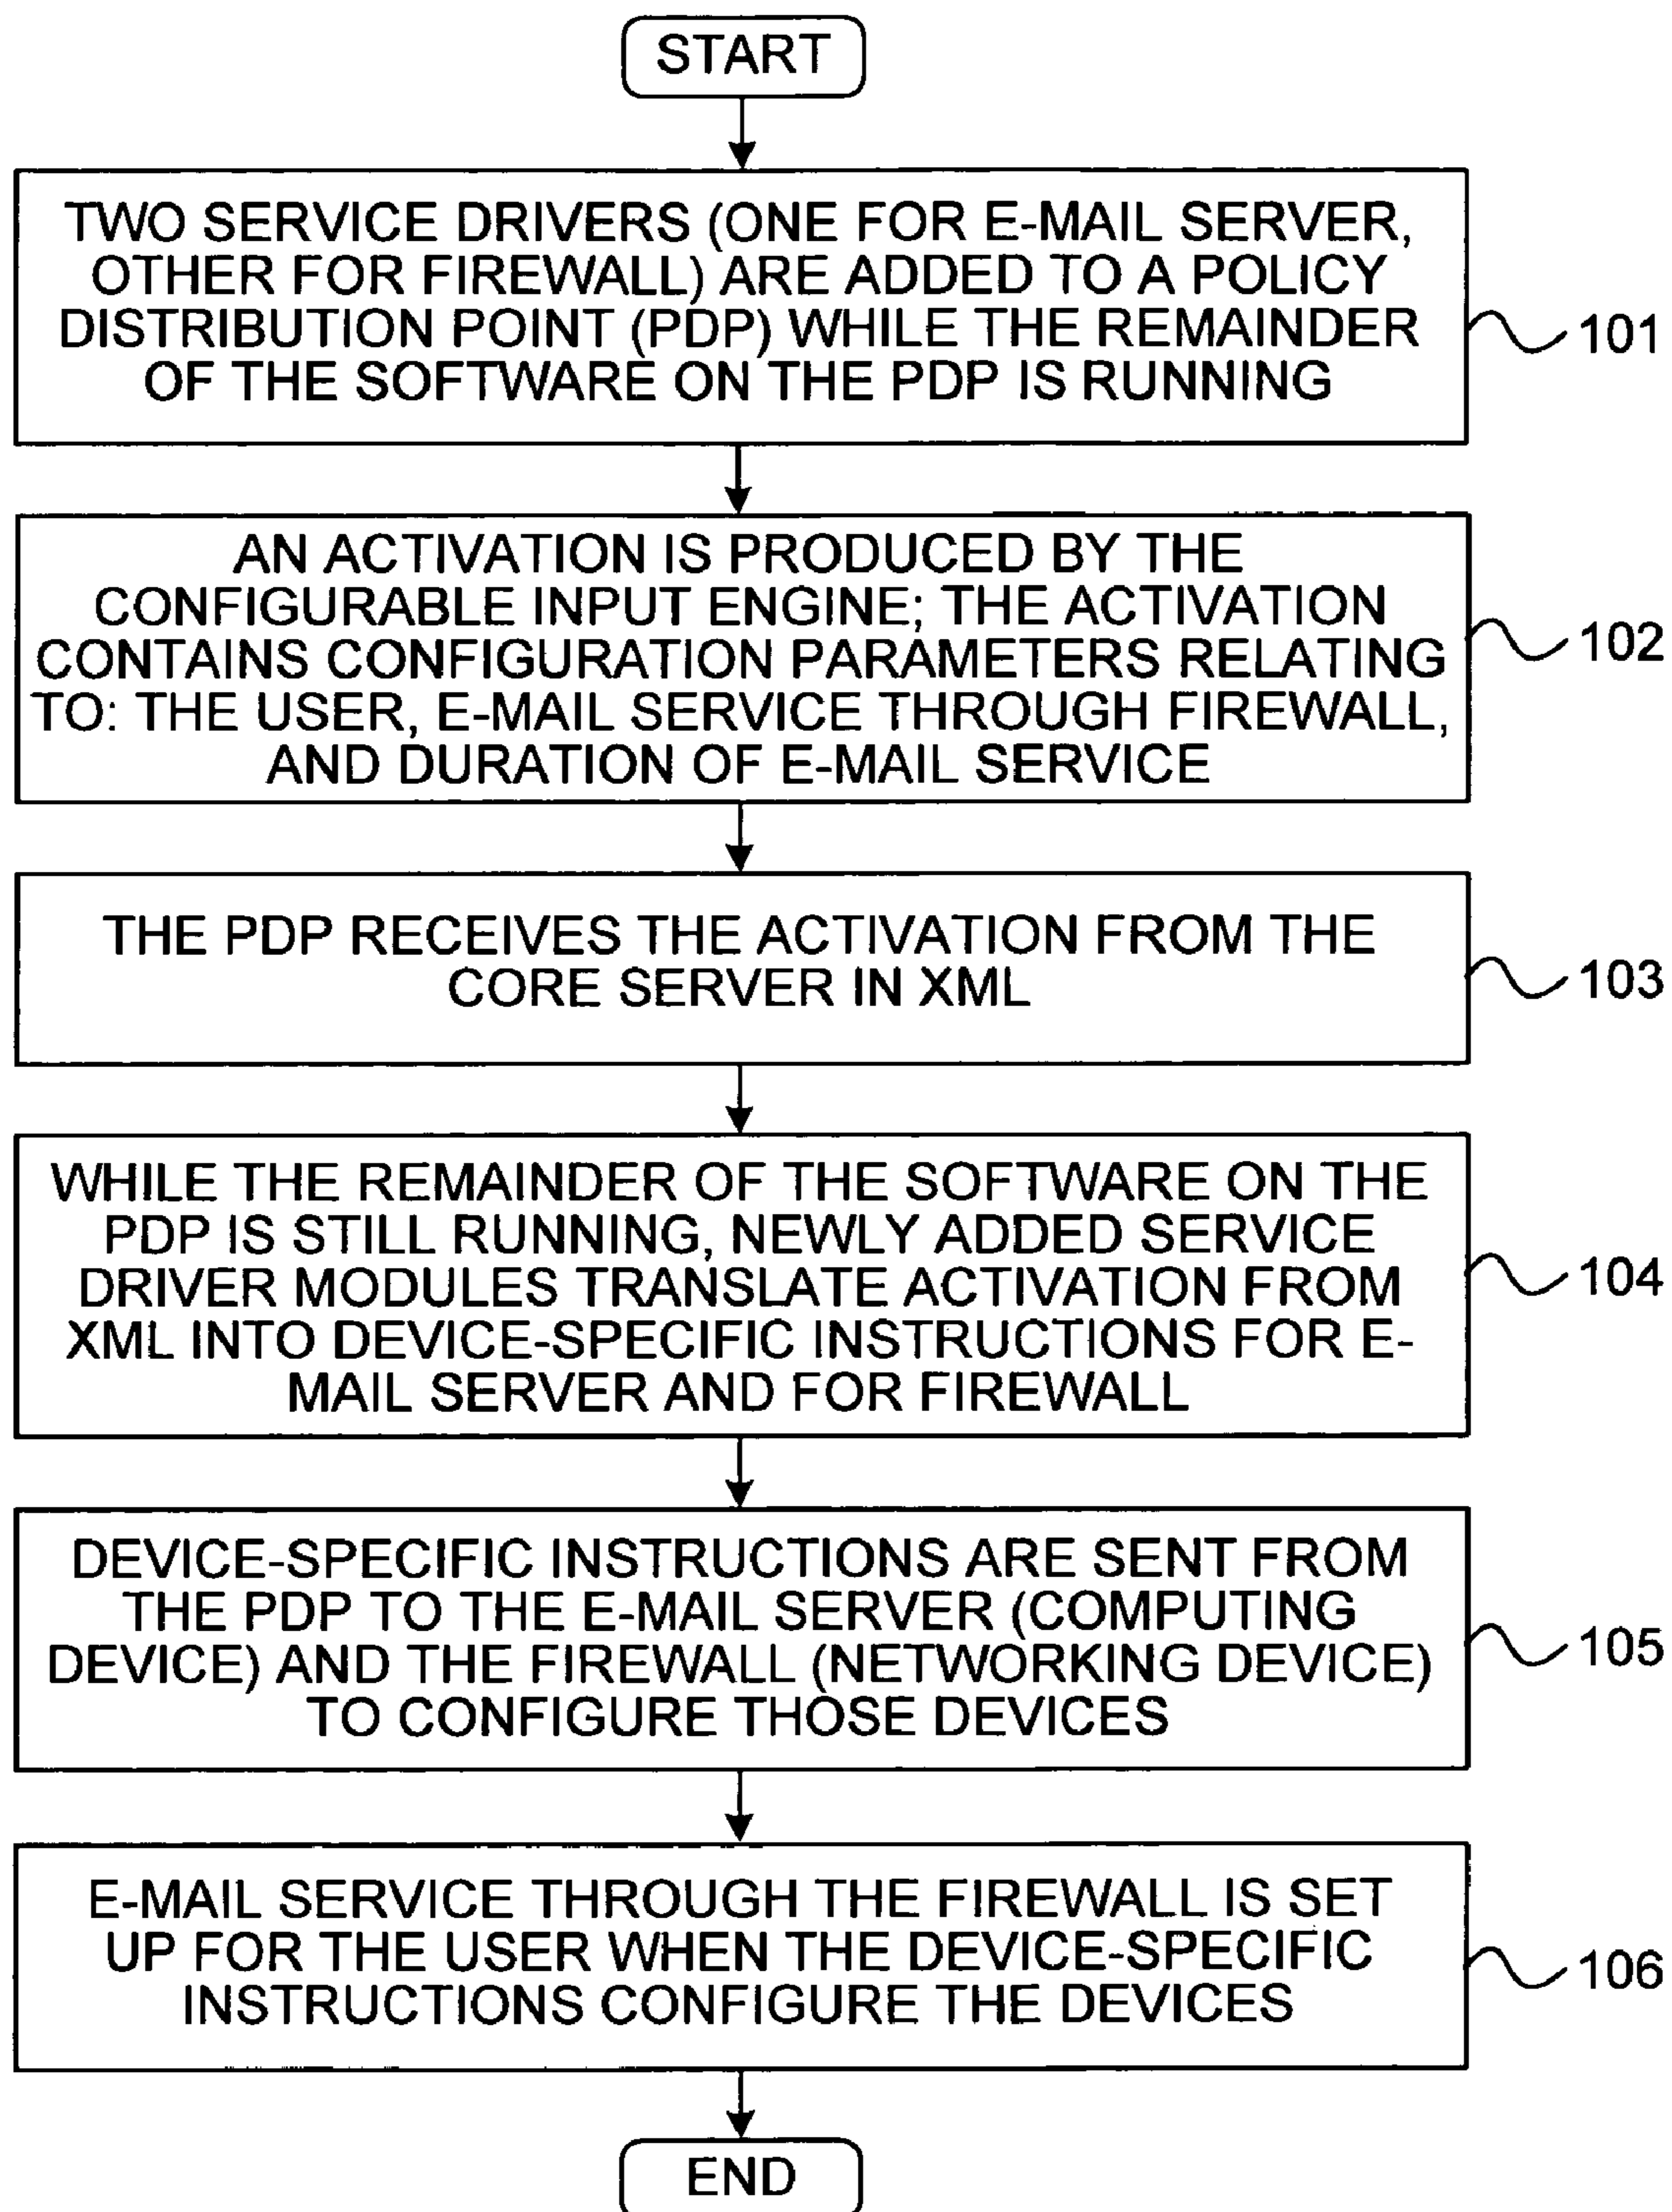 START
TWO SERVICE DRIVERS (ONE FOR E-MAIL SERVER,
OTHER FOR FIREWALL) ARE ADDED TO A POLICY
DISTRIBUTION POINT (PDP) WHILE THE REMAINDER
OF THE SOFTWARE ON THE PDP IS RUNNING
101
AN ACTIVATION IS PRODUCED BY THE
CONFIGURABLE INPUT ENGINE; THE ACTIVATION
CONTAINS CONFIGURATION PARAMETERS RELATING
TO: THE USER, E-MAIL SERVICE THROUGH FIREWALL,
AND DURATION OF E-MAIL SERVICE
102
THE PDP RECEIVES THE ACTIVATION FROM THE
CORE SERVER IN XML
103
WHILE THE REMAINDER OF THE SOFTWARE ON THE
PDP IS STILL RUNNING, NEWLY ADDED SERVICE
DRIVER MODULES TRANSLATE ACTIVATION FROM
XML INTO DEVICE-SPECIFIC INSTRUCTIONS FOR E-
MAIL SERVER AND FOR FIREWALL
104
DEVICE-SPECIFIC INSTRUCTIONS ARE SENT FROM
THE PDP TO THE E-MAIL SERVER (COMPUTING
DEVICE) AND THE FIREWALL (NETWORKING DEVICE)
TO CONFIGURE THOSE DEVICES
105
E-MAIL SERVICE THROUGH THE FIREWALL IS SET
UP FOR THE USER WHEN THE DEVICE-SPECIFIC
INSTRUCTIONS CONFIGURE THE DEVICES
106
END